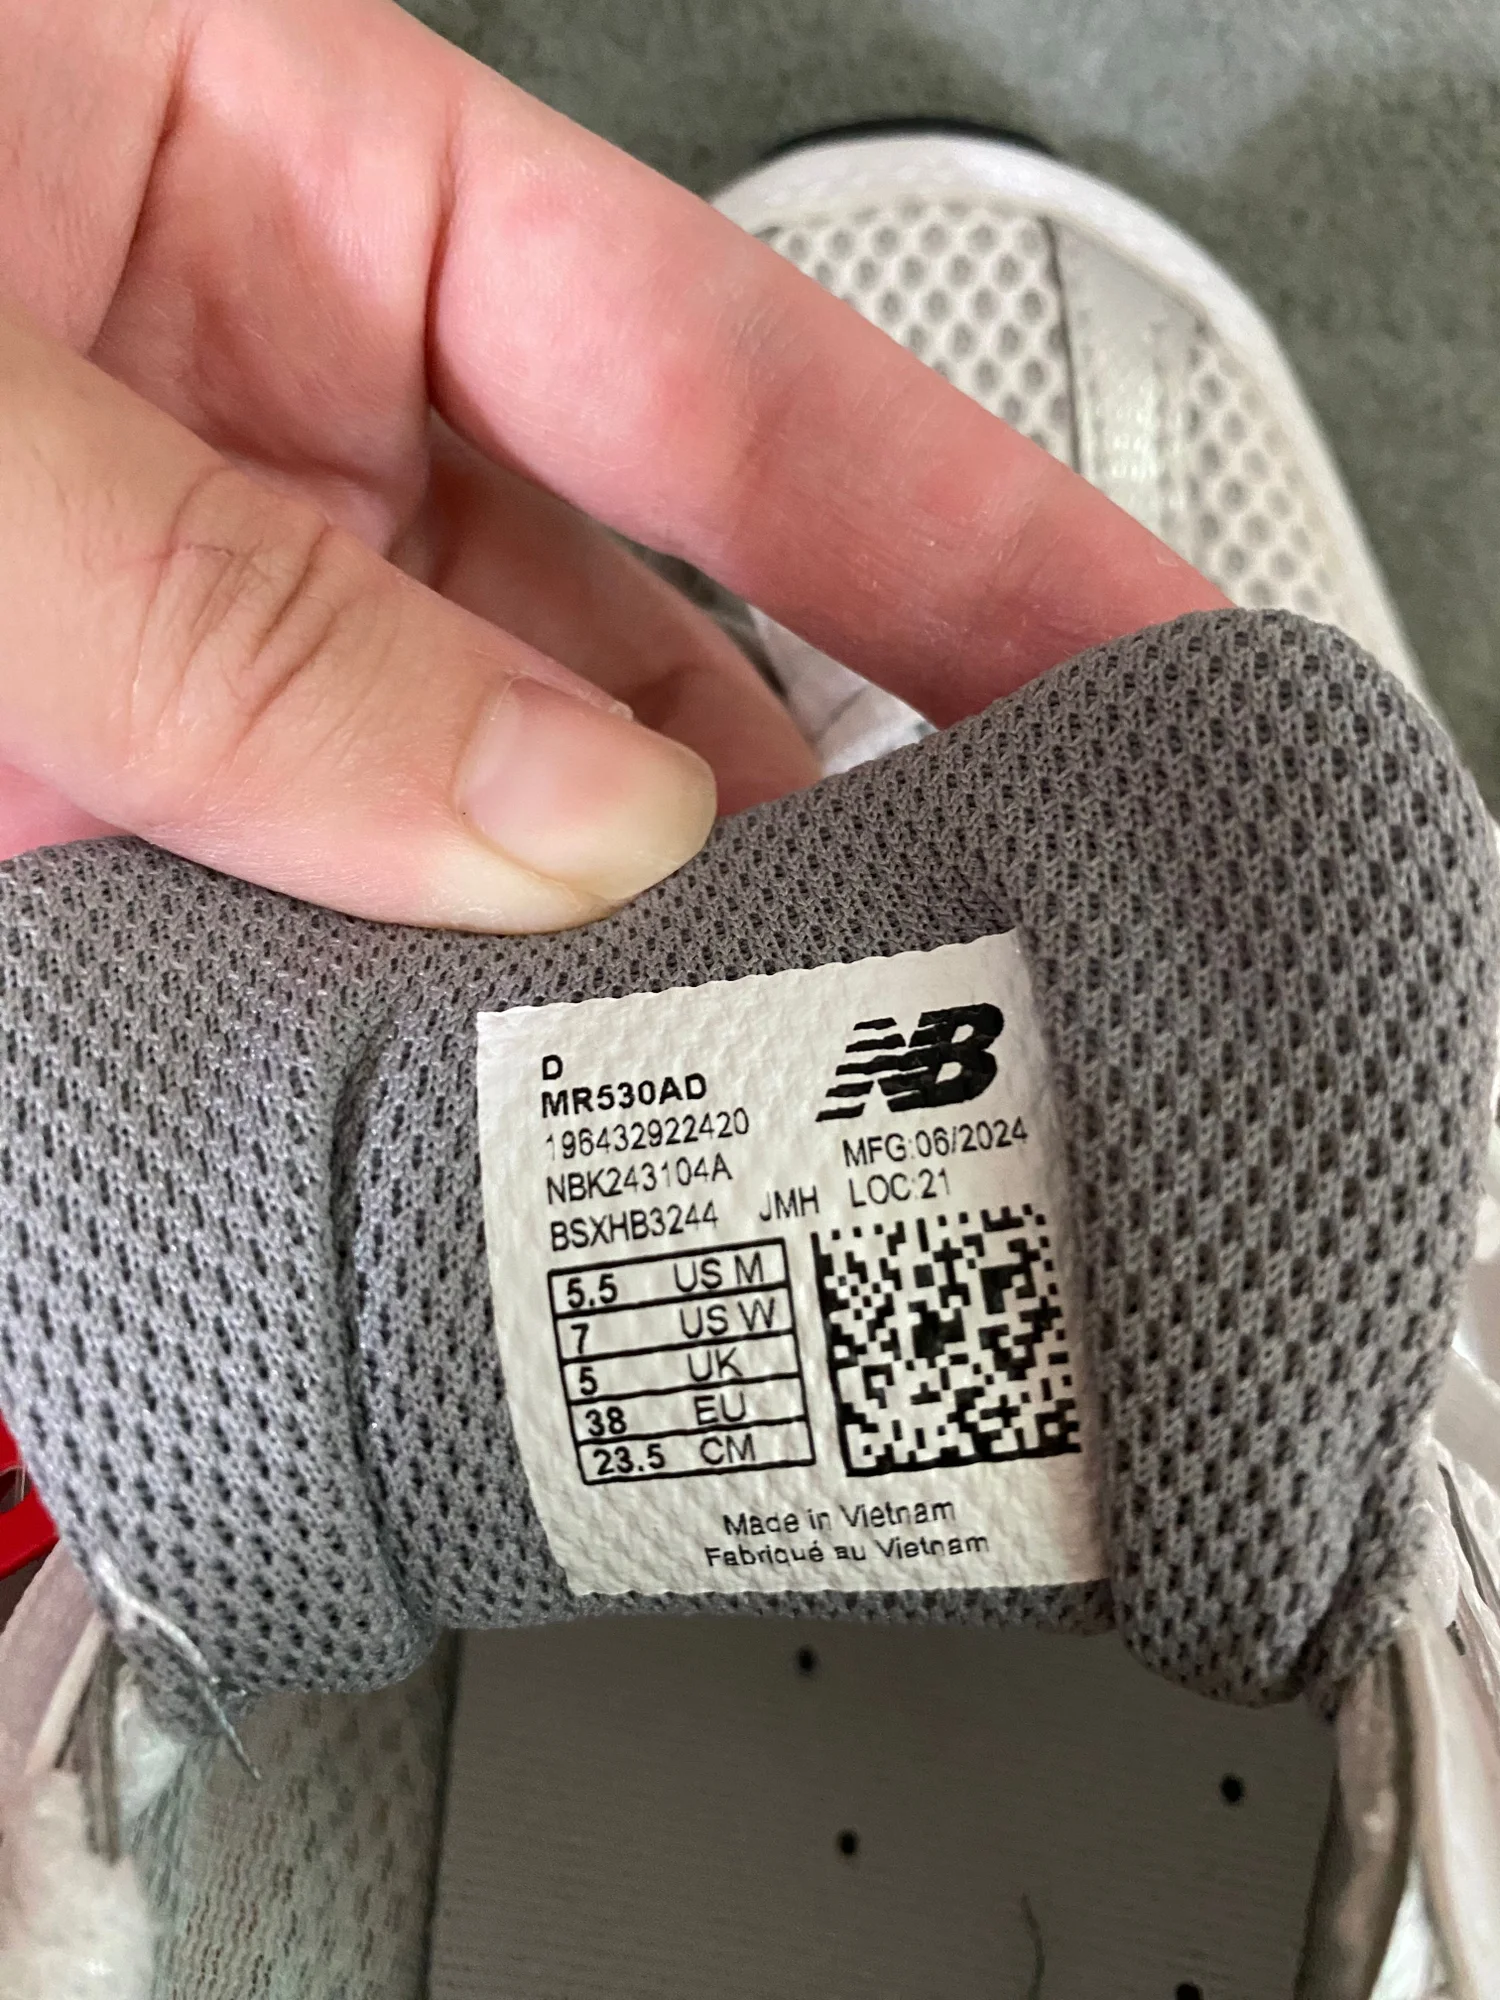 NB
D
MR530AD
196432922420
MFG:06/2024
NBK243104A
LOC:21
BSXHB3244 JMH
5.5 US M
7 US W
5 UK
38 EU
23.5 CM
Made in Vietnam
Fabriqué au Vietnam